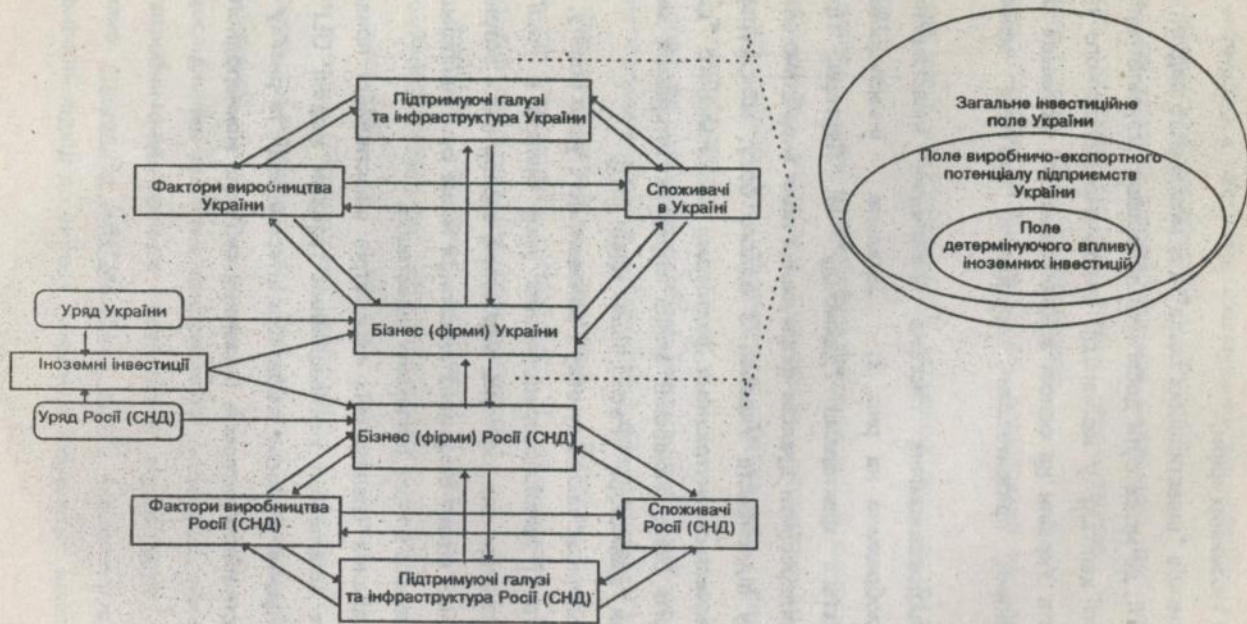 Підтримуючі галузі
та інфраструктура України
Фактори виробництва
України
Споживачі
в Україні
Уряд України
Бізнес (фірми) України
Іноземні інвестиції
Уряд Росії (СНД)
Бізнес (фірми) Росії (СНД)
Фактори виробництва
Росії (СНД)
Споживачі
Росії (СНД)
Підтримуючі галузі
та інфраструктура Росії (СНД)
Загальне інвестиційне
поле України
Поле виробничо-експортного
потенціалу підприємств
України
Поле
детермінуючого впливу
іноземних інвестицій